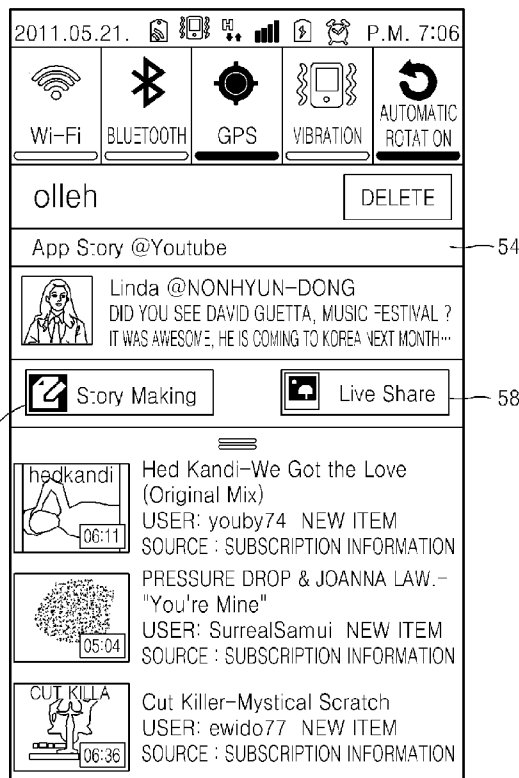 2011.05.21. H P.M. 7:06
Wi-Fi BLUETOOTH GPS VIBRATION AUTOMATIC ROTATION
olleh DELETE
App Story @Youtube 54
Linda @NONHYUN-DONG
DID YOU SEE DAVID GUETTA, MUSIC FESTIVAL ?
IT WAS AWESOME, HE IS COMING TO KOREA NEXT MONTH…
Story Making Live Share 58
hedkandi
06:11
Hed Kandi-We Got the Love
(Original Mix)
USER: youby74 NEW ITEM
SOURCE : SUBSCRIPTION INFORMATION
05:04
PRESSURE DROP & JOANNA LAW.-
"You're Mine"
USER: SurrealSamui NEW ITEM
SOURCE : SUBSCRIPTION INFORMATION
CUT KILLA
06:36
Cut Killer-Mystical Scratch
USER: ewido77 NEW ITEM
SOURCE : SUBSCRIPTION INFORMATION